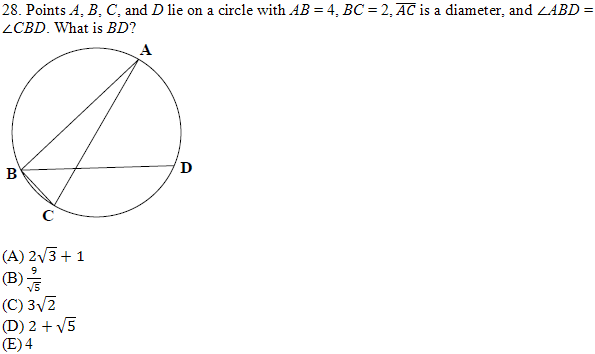 28. Points A, B, C, and D lie on a circle with AB = 4, BC = 2, A̅C̅ is a diameter, and ∠ABD =
∠CBD. What is BD?
A
B
D
C
(A) 2√3 + 1
(B) 9/√5
(C) 3√2
(D) 2 + √5
(E) 4